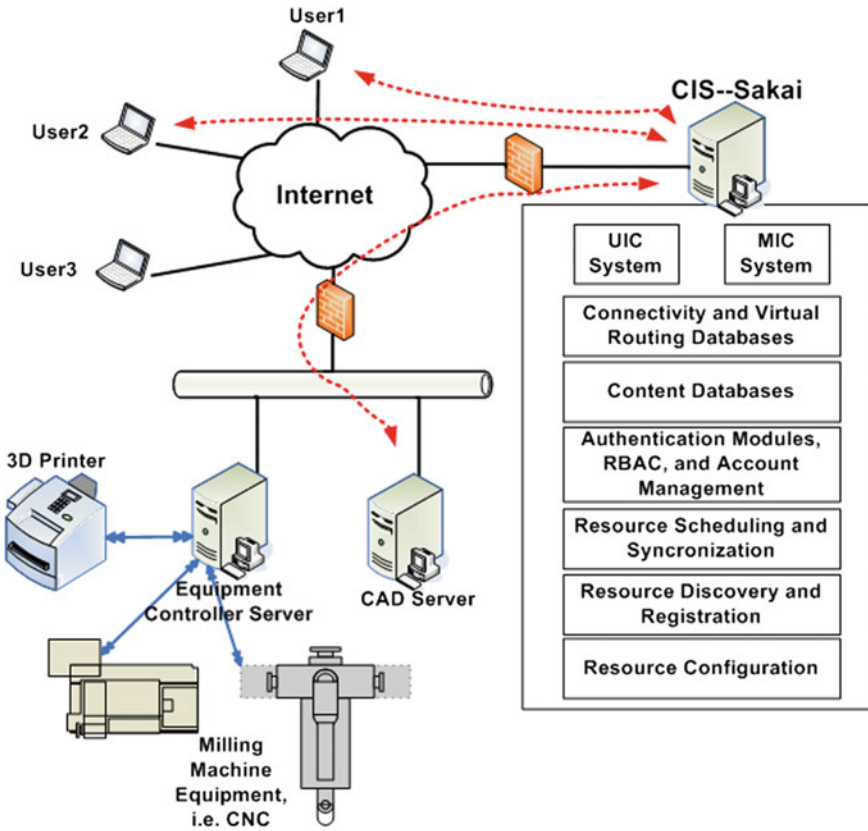 User1
CIS--Sakai
User2
Internet
User3
UIC
System
MIC
System
Connectivity and Virtual
Routing Databases
Content Databases
Authentication Modules,
RBAC, and Account
Management
Resource Scheduling and
Syncronization
Resource Discovery and
Registration
Resource Configuration
3D Printer
Equipment
Controller Server
CAD Server
Milling
Machine
Equipment,
i.e. CNC